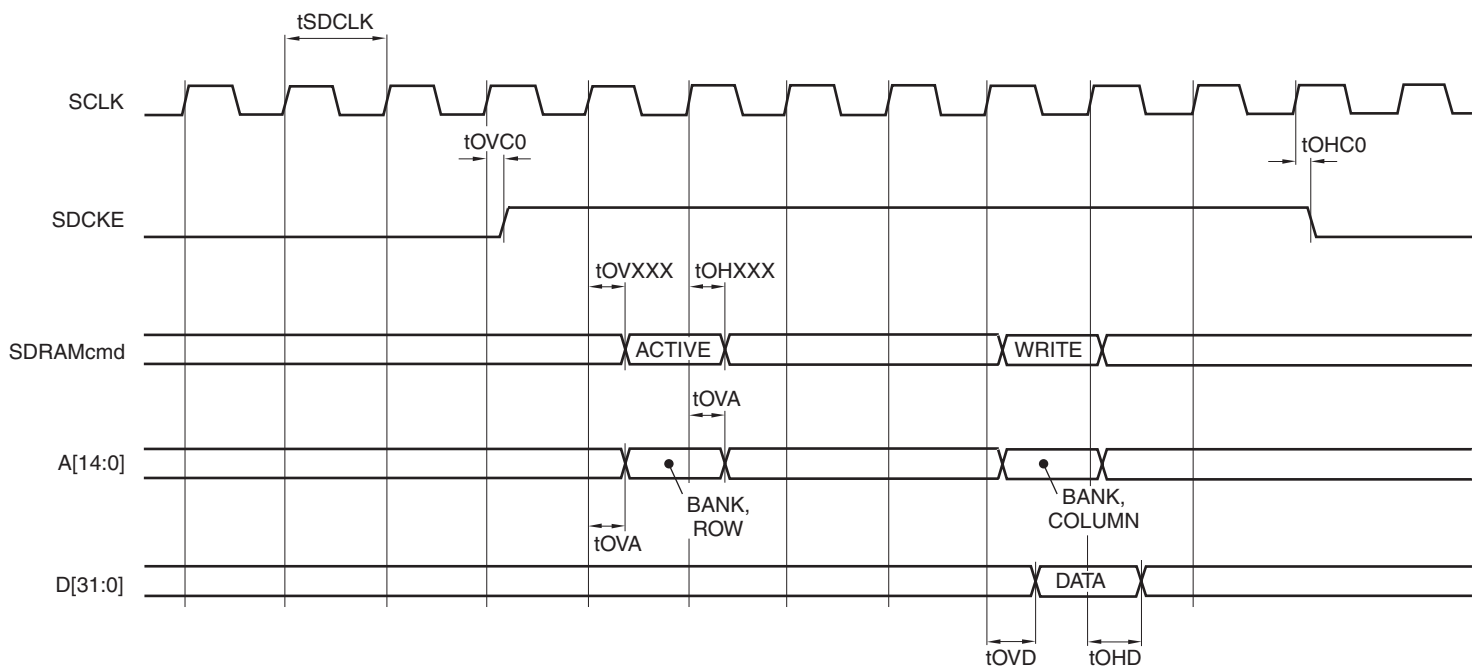 tSDCLK
SCLK
tOVC0
tOHC0
SDCKE
tOVXXX
tOHXXX
SDRAMcmd
ACTIVE
WRITE
tOVA
A[14:0]
BANK,
ROW
BANK,
COLUMN
tOVA
D[31:0]
DATA
tOVD
tOHD